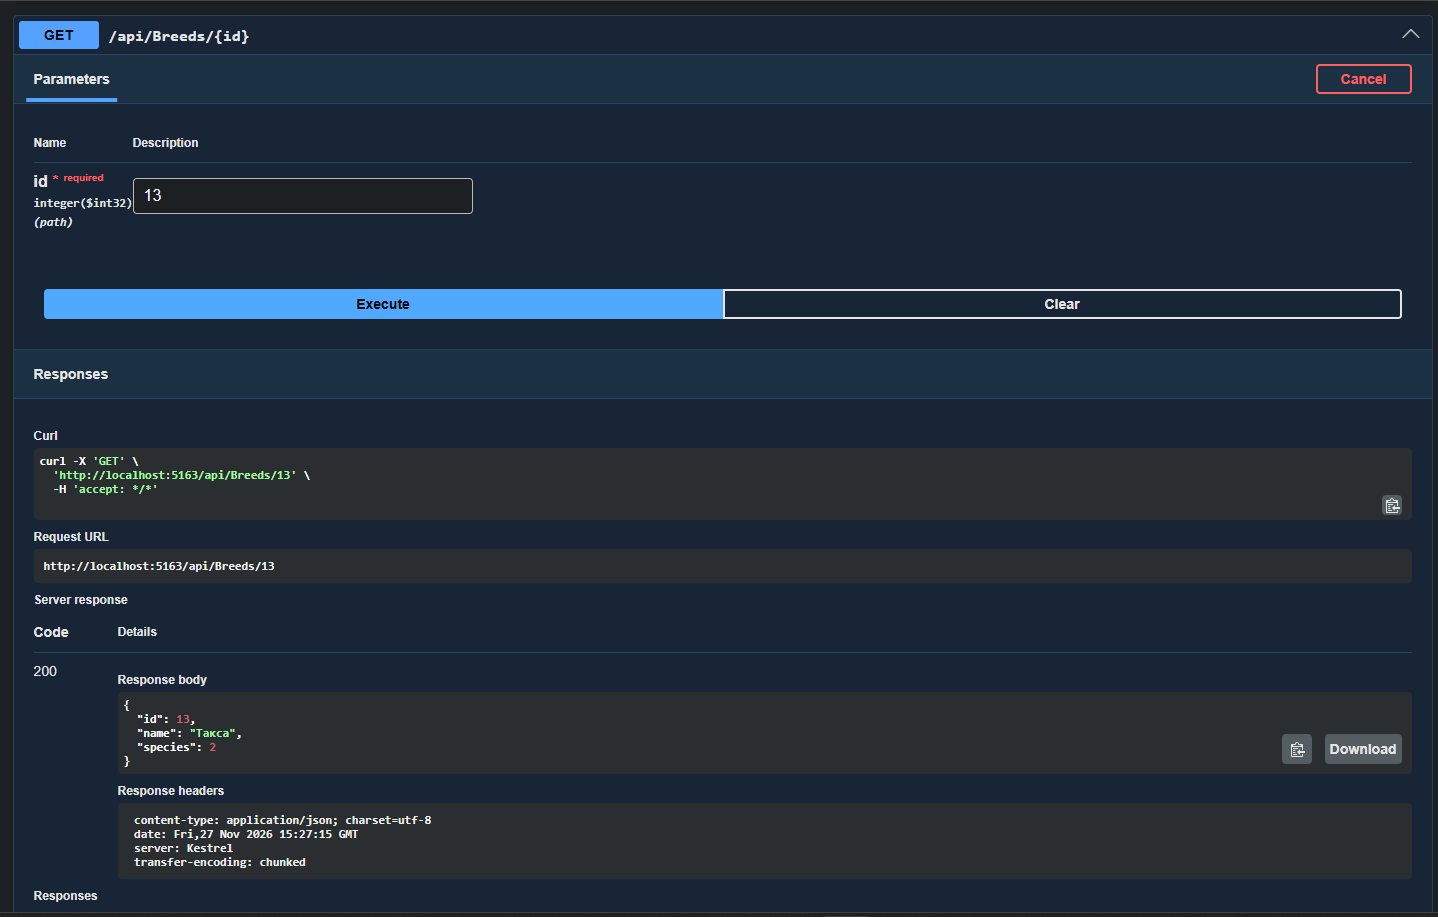 GET /api/Breeds/{id}
Parameters
Cancel
Name Description
id * required
integer($int32)
(path)
13
Execute
Clear
Responses
Curl
curl -X 'GET' \
  'http://localhost:5163/api/Breeds/13' \
  -H 'accept: */*'
Request URL
http://localhost:5163/api/Breeds/13
Server response
Code Details
200
Response body
{
  "id": 13,
  "name": "Такса",
  "species": 2
}
Download
Response headers
content-type: application/json; charset=utf-8
date: Fri,27 Nov 2026 15:27:15 GMT
server: Kestrel
transfer-encoding: chunked
Responses